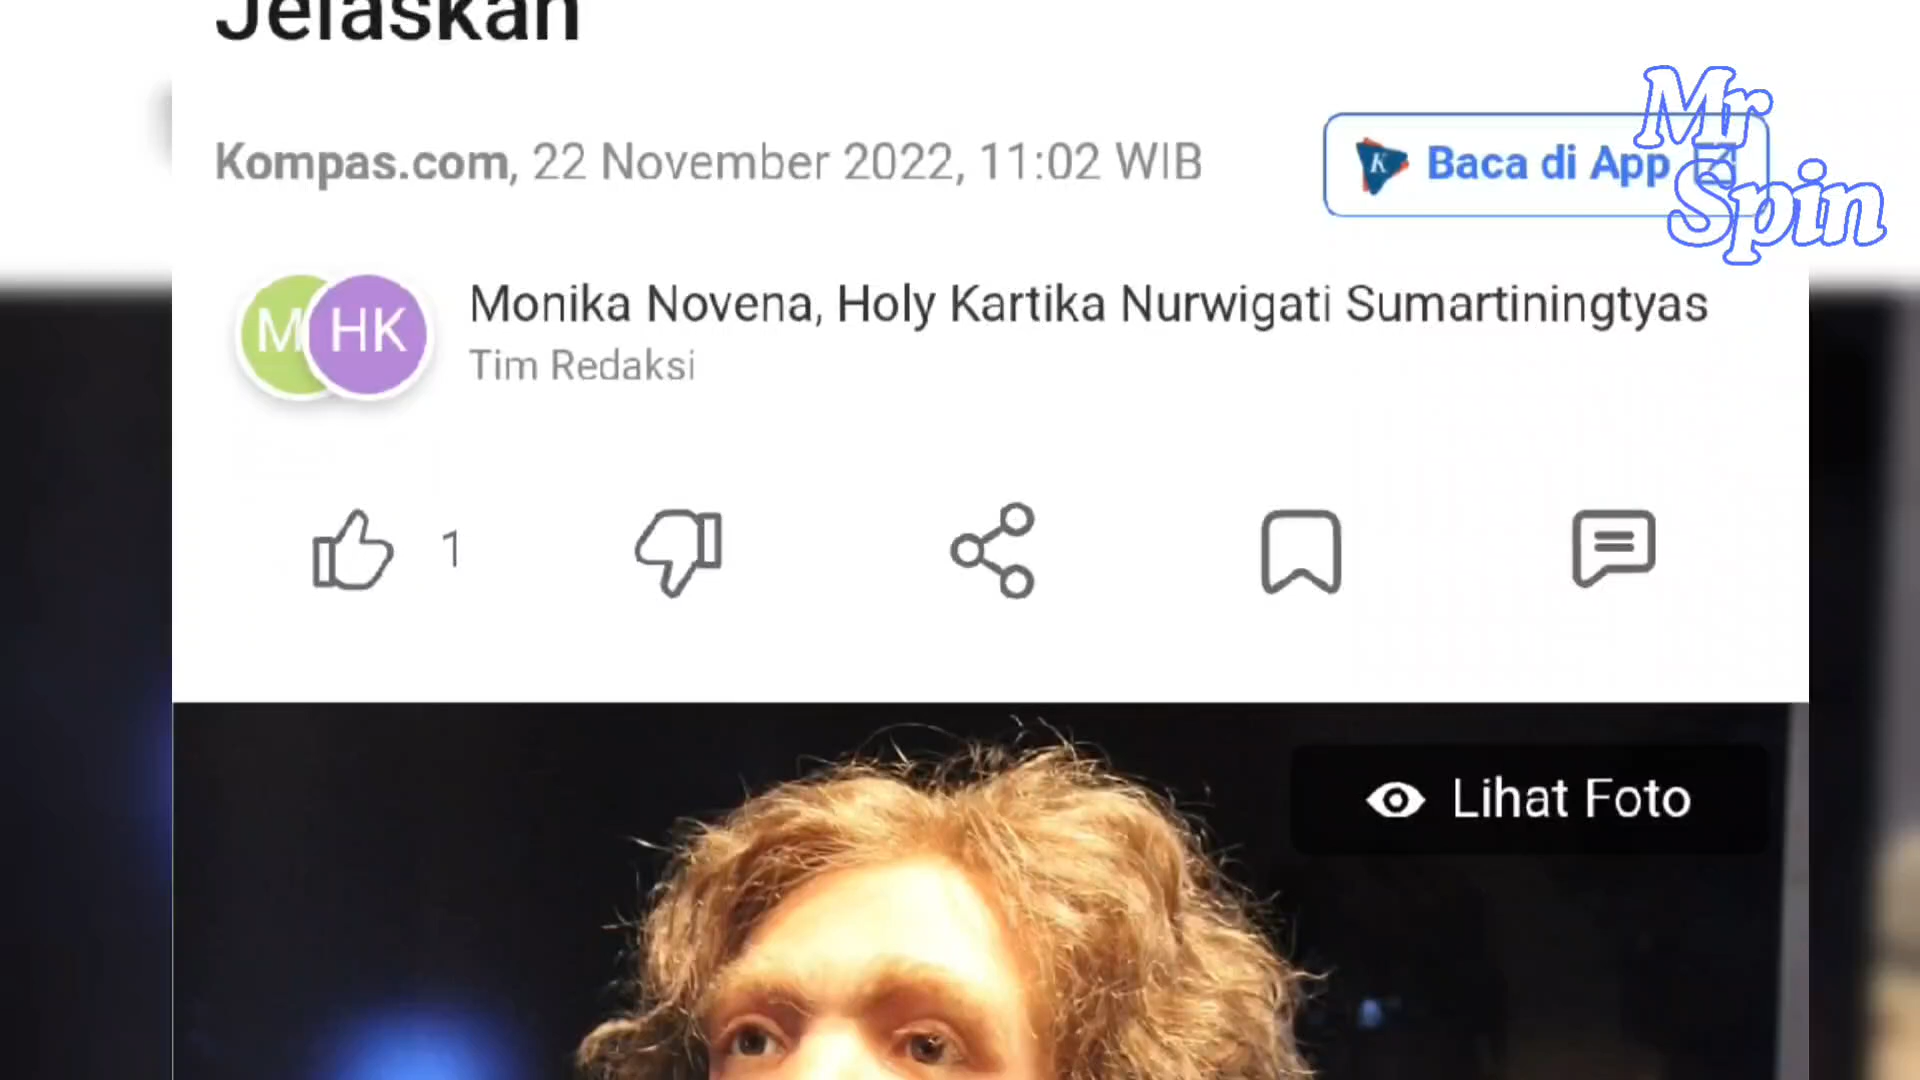 Jelaskan
Kompas.com, 22 November 2022, 11:02 WIB
K Baca di App
Mr
Spin
M HK
Monika Novena, Holy Kartika Nurwigati Sumartiningtyas
Tim Redaksi
1
Lihat Foto